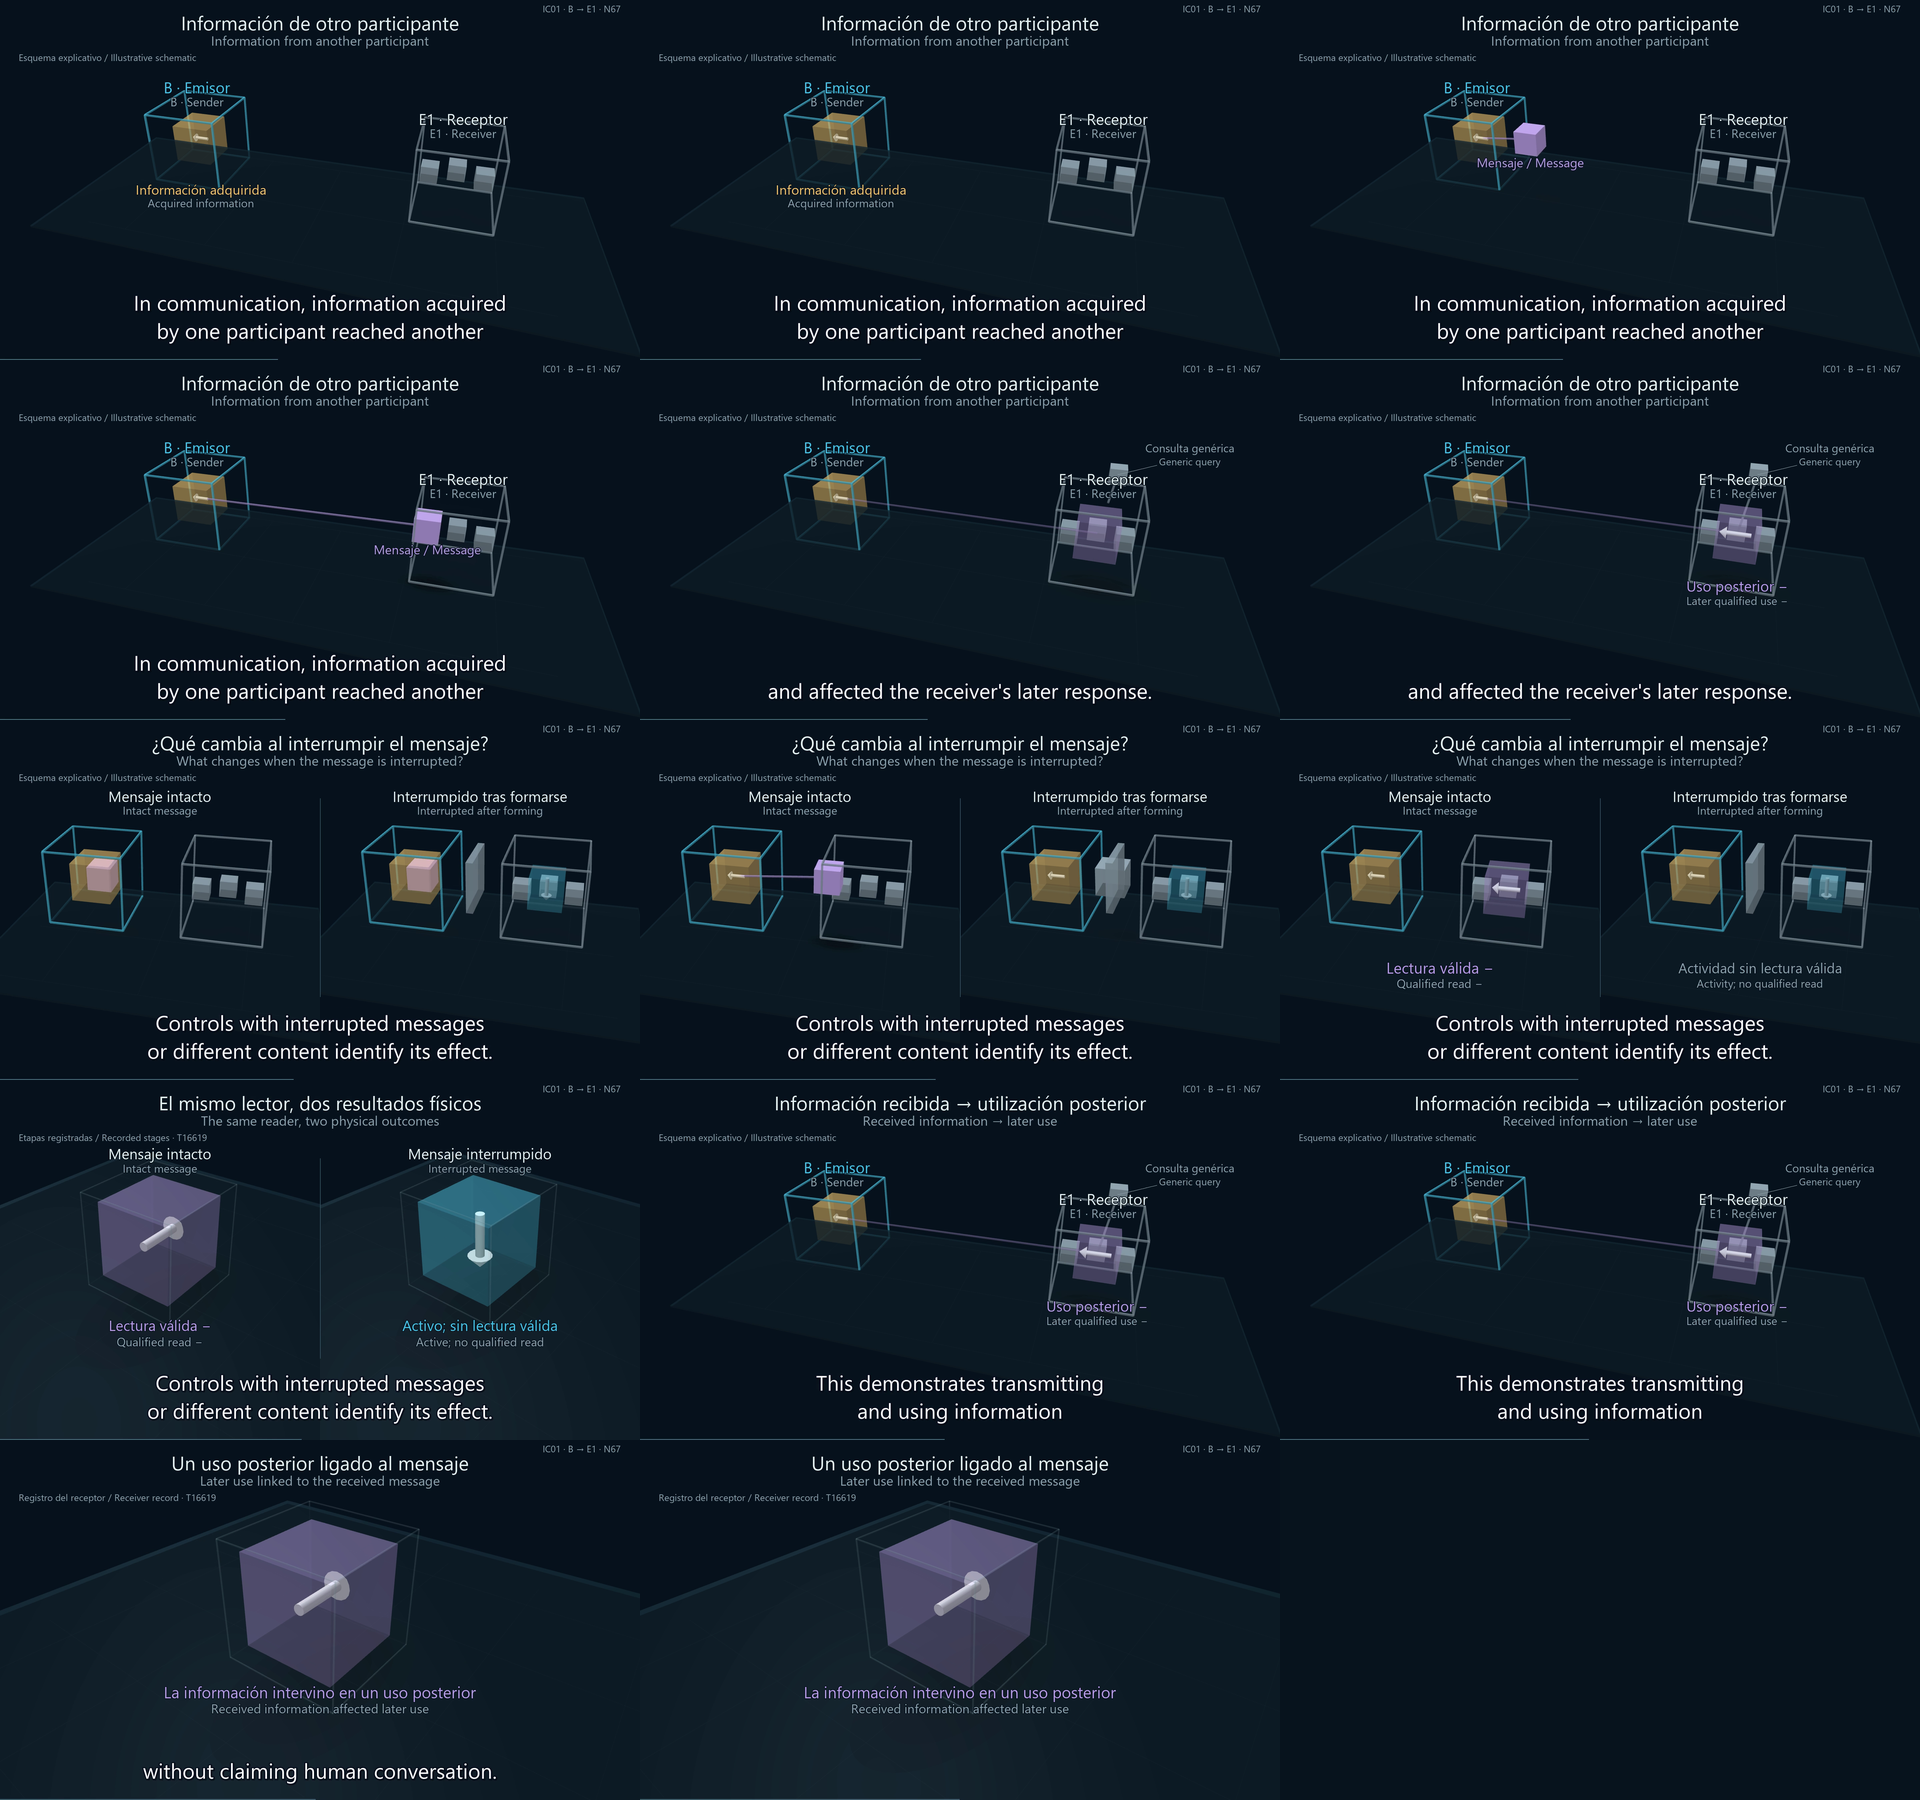 IC01 · B → E1 · N67
Información de otro participante
Information from another participant
Esquema explicativo / Illustrative schematic
B · Emisor
B · Sender
E1 · Receptor
E1 · Receiver
Información adquirida
Acquired information
In communication, information acquired
by one participant reached another
IC01 · B → E1 · N67
Información de otro participante
Information from another participant
Esquema explicativo / Illustrative schematic
B · Emisor
B · Sender
E1 · Receptor
E1 · Receiver
Información adquirida
Acquired information
In communication, information acquired
by one participant reached another
IC01 · B → E1 · N67
Información de otro participante
Information from another participant
Esquema explicativo / Illustrative schematic
B · Emisor
B · Sender
E1 · Receptor
E1 · Receiver
Mensaje / Message
In communication, information acquired
by one participant reached another
IC01 · B → E1 · N67
Información de otro participante
Information from another participant
Esquema explicativo / Illustrative schematic
B · Emisor
B · Sender
E1 · Receptor
E1 · Receiver
Mensaje / Message
In communication, information acquired
by one participant reached another
IC01 · B → E1 · N67
Información de otro participante
Information from another participant
Esquema explicativo / Illustrative schematic
B · Emisor
B · Sender
Consulta genérica
Generic query
E1 · Receptor
E1 · Receiver
and affected the receiver's later response.
IC01 · B → E1 · N67
Información de otro participante
Information from another participant
Esquema explicativo / Illustrative schematic
B · Emisor
B · Sender
Consulta genérica
Generic query
E1 · Receptor
E1 · Receiver
Uso posterior −
Later qualified use −
and affected the receiver's later response.
IC01 · B → E1 · N67
¿Qué cambia al interrumpir el mensaje?
What changes when the message is interrupted?
Esquema explicativo / Illustrative schematic
Mensaje intacto
Intact message
Interrumpido tras formarse
Interrupted after forming
Controls with interrupted messages
or different content identify its effect.
IC01 · B → E1 · N67
¿Qué cambia al interrumpir el mensaje?
What changes when the message is interrupted?
Esquema explicativo / Illustrative schematic
Mensaje intacto
Intact message
Interrumpido tras formarse
Interrupted after forming
Controls with interrupted messages
or different content identify its effect.
IC01 · B → E1 · N67
¿Qué cambia al interrumpir el mensaje?
What changes when the message is interrupted?
Esquema explicativo / Illustrative schematic
Mensaje intacto
Intact message
Interrumpido tras formarse
Interrupted after forming
Lectura válida −
Qualified read −
Actividad sin lectura válida
Activity; no qualified read
Controls with interrupted messages
or different content identify its effect.
IC01 · B → E1 · N67
El mismo lector, dos resultados físicos
The same reader, two physical outcomes
Etapas registradas / Recorded stages · T16619
Mensaje intacto
Intact message
Mensaje interrumpido
Interrupted message
Lectura válida −
Qualified read −
Activo; sin lectura válida
Active; no qualified read
Controls with interrupted messages
or different content identify its effect.
IC01 · B → E1 · N67
Información recibida → utilización posterior
Received information → later use
Esquema explicativo / Illustrative schematic
B · Emisor
B · Sender
Consulta genérica
Generic query
E1 · Receptor
E1 · Receiver
Uso posterior −
Later qualified use −
This demonstrates transmitting
and using information
IC01 · B → E1 · N67
Información recibida → utilización posterior
Received information → later use
Esquema explicativo / Illustrative schematic
B · Emisor
B · Sender
Consulta genérica
Generic query
E1 · Receptor
E1 · Receiver
Uso posterior −
Later qualified use −
This demonstrates transmitting
and using information
IC01 · B → E1 · N67
Un uso posterior ligado al mensaje
Later use linked to the received message
Registro del receptor / Receiver record · T16619
La información intervino en un uso posterior
Received information affected later use
without claiming human conversation.
IC01 · B → E1 · N67
Un uso posterior ligado al mensaje
Later use linked to the received message
Registro del receptor / Receiver record · T16619
La información intervino en un uso posterior
Received information affected later use